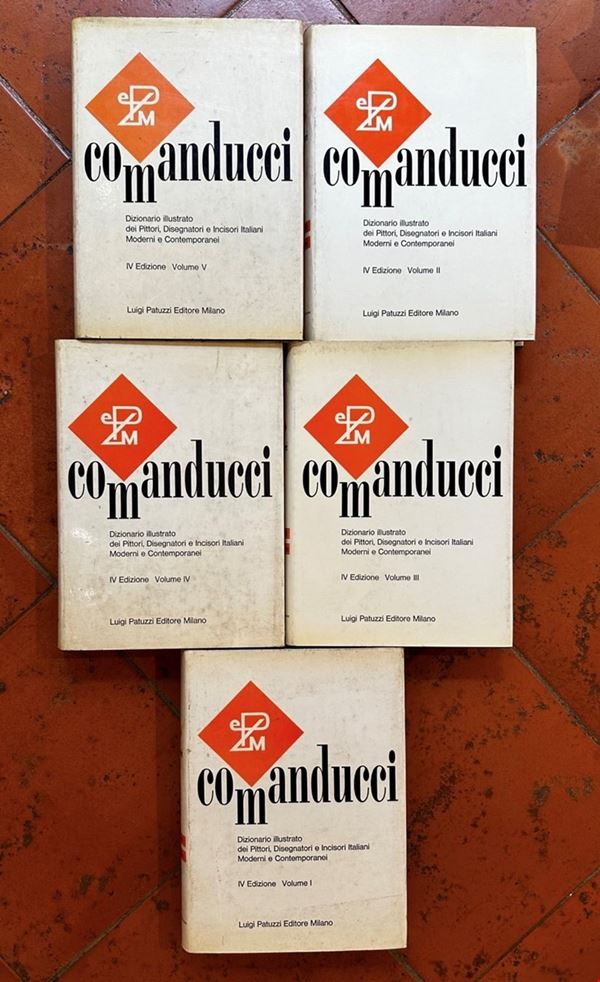 ePM
comanducci
Dizionario illustrato
dei Pittori, Disegnatori e Incisori Italiani
Moderni e Contemporanei
IV Edizione Volume V
Luigi Patuzzi Editore Milano
ePM
comanducci
Dizionario illustrato
dei Pittori, Disegnatori e Incisori Italiani
Moderni e Contemporanei
IV Edizione Volume II
Luigi Patuzzi Editore Milano
ePM
comanducci
Dizionario illustrato
dei Pittori, Disegnatori e Incisori Italiani
Moderni e Contemporanei
IV Edizione Volume IV
Luigi Patuzzi Editore Milano
ePM
comanducci
Dizionario illustrato
dei Pittori, Disegnatori e Incisori Italiani
Moderni e Contemporanei
IV Edizione Volume III
Luigi Patuzzi Editore Milano
ePM
comanducci
Dizionario illustrato
dei Pittori, Disegnatori e Incisori Italiani
Moderni e Contemporanei
IV Edizione Volume I
Luigi Patuzzi Editore Milano